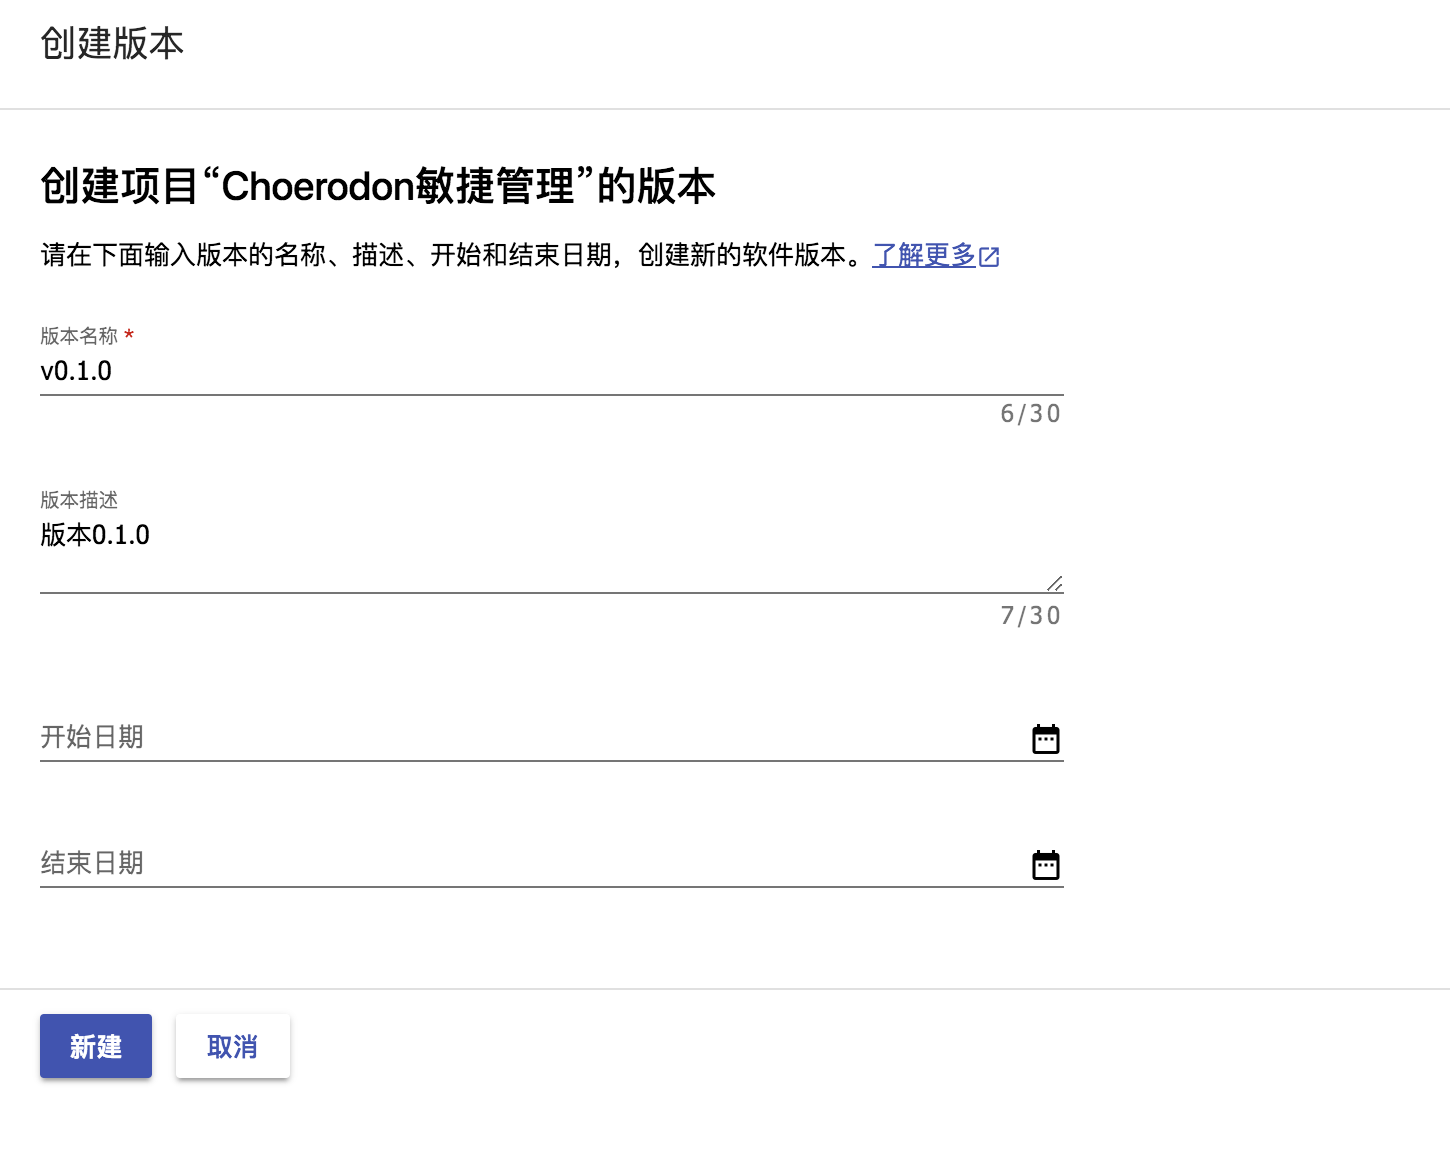 创建版本
创建项目“Choerodon敏捷管理”的版本
请在下面输入版本的名称、描述、开始和结束日期，创建新的软件版本。了解更多
版本名称 *
v0.1.0
6/30
版本描述
版本0.1.0
7/30
开始日期
结束日期
新建 取消